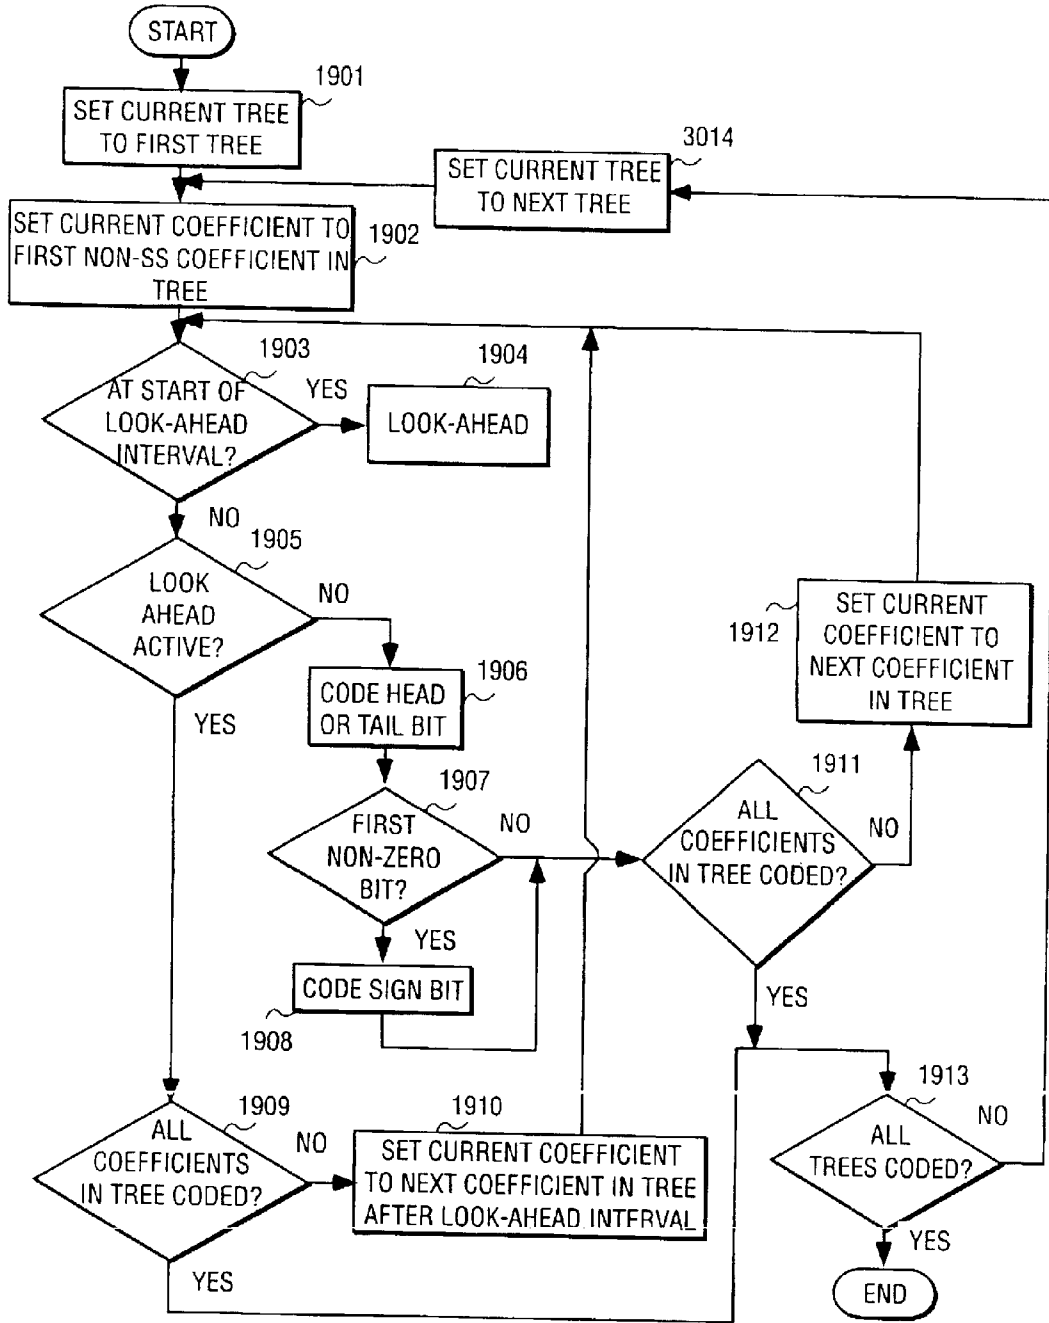 START
1901
SET CURRENT TREE
TO FIRST TREE
3014
SET CURRENT TREE
TO NEXT TREE
SET CURRENT COEFFICIENT TO
FIRST NON-SS COEFFICIENT IN
TREE
1902
1903
AT START OF
LOOK-AHEAD
INTERVAL?
YES
1904
LOOK-AHEAD
NO
1905
LOOK
AHEAD
ACTIVE?
NO
YES
1906
CODE HEAD
OR TAIL BIT
1907
FIRST
NON-ZERO
BIT?
NO
YES
CODE SIGN BIT
1908
1911
ALL
COEFFICIENTS
IN TREE CODED?
NO
YES
1912
SET CURRENT
COEFFICIENT TO
NEXT COEFFICIENT
IN TREE
1909
ALL
COEFFICIENTS
IN TREE CODED?
NO
YES
1910
SET CURRENT COEFFICIENT
TO NEXT COEFFICIENT IN TREE
AFTER LOOK-AHEAD INTERVAL
1913
ALL
TREES CODED?
NO
YES
END